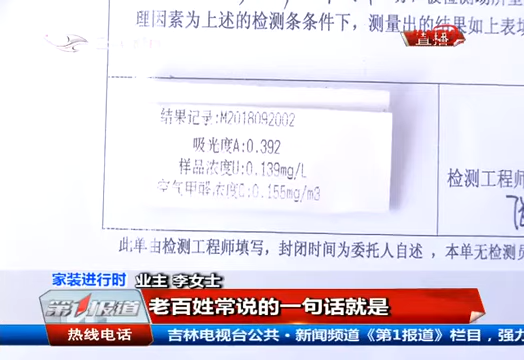 理因素为上述的检测条件下，测量出的结果如上表
直播
结果记录:M2018092002
吸光度A:0.392
样品浓度U:0.139mg/L
空气甲醛浓度C:0.155mg/m3
检测工程师
此单由检测工程师填写，封闭时间为委托人自述，本单无检测
家装进行时
业主 李女士
第1报道
老百姓常说的一句话就是
热线电话
吉林电视台公共·新闻频道《第1报道》栏目，强